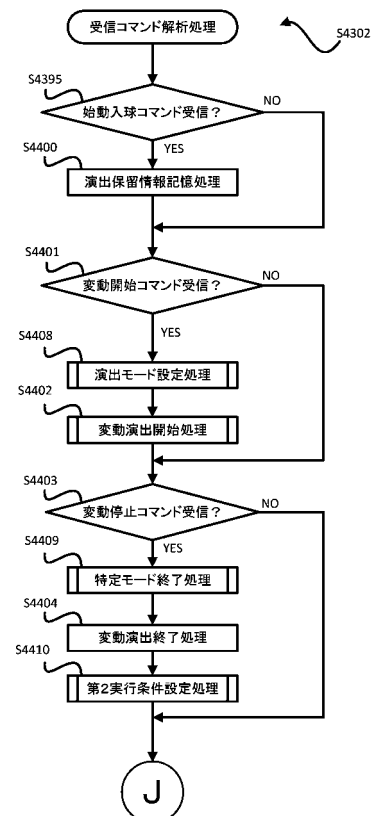 受信コマンド解析処理
S4302
S4395
始動入球コマンド受信？
NO
YES
S4400
演出保留情報記憶処理
S4401
変動開始コマンド受信？
NO
YES
S4408
演出モード設定処理
S4402
変動演出開始処理
S4403
変動停止コマンド受信？
NO
YES
S4409
特定モード終了処理
S4404
変動演出終了処理
S4410
第2実行条件設定処理
J